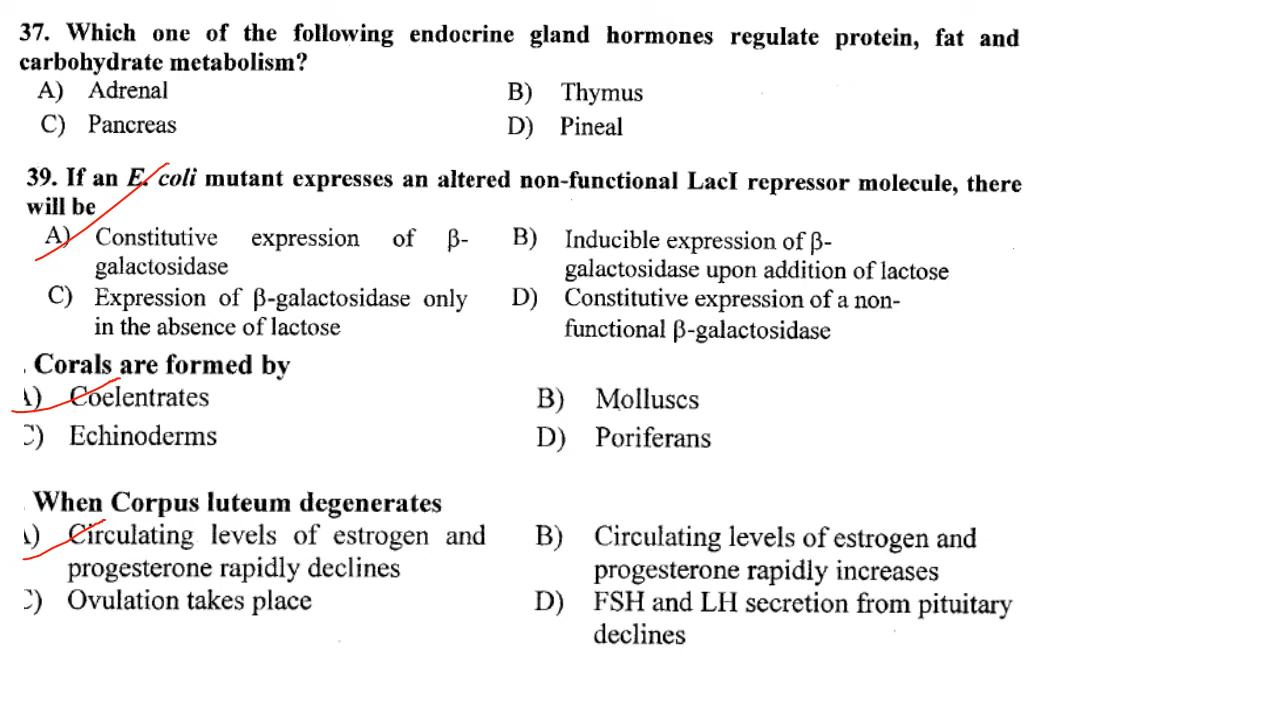 37. Which one of the following endocrine gland hormones regulate protein, fat and
carbohydrate metabolism?
A) Adrenal B) Thymus
C) Pancreas D) Pineal
39. If an E. coli mutant expresses an altered non-functional LacI repressor molecule, there
will be
A) Constitutive expression of β- B) Inducible expression of β-
galactosidase galactosidase upon addition of lactose
C) Expression of β-galactosidase only D) Constitutive expression of a non-
in the absence of lactose functional β-galactosidase
. Corals are formed by
A) Coelentrates B) Molluscs
C) Echinoderms D) Poriferans
When Corpus luteum degenerates
A) Circulating levels of estrogen and B) Circulating levels of estrogen and
progesterone rapidly declines progesterone rapidly increases
C) Ovulation takes place D) FSH and LH secretion from pituitary
declines